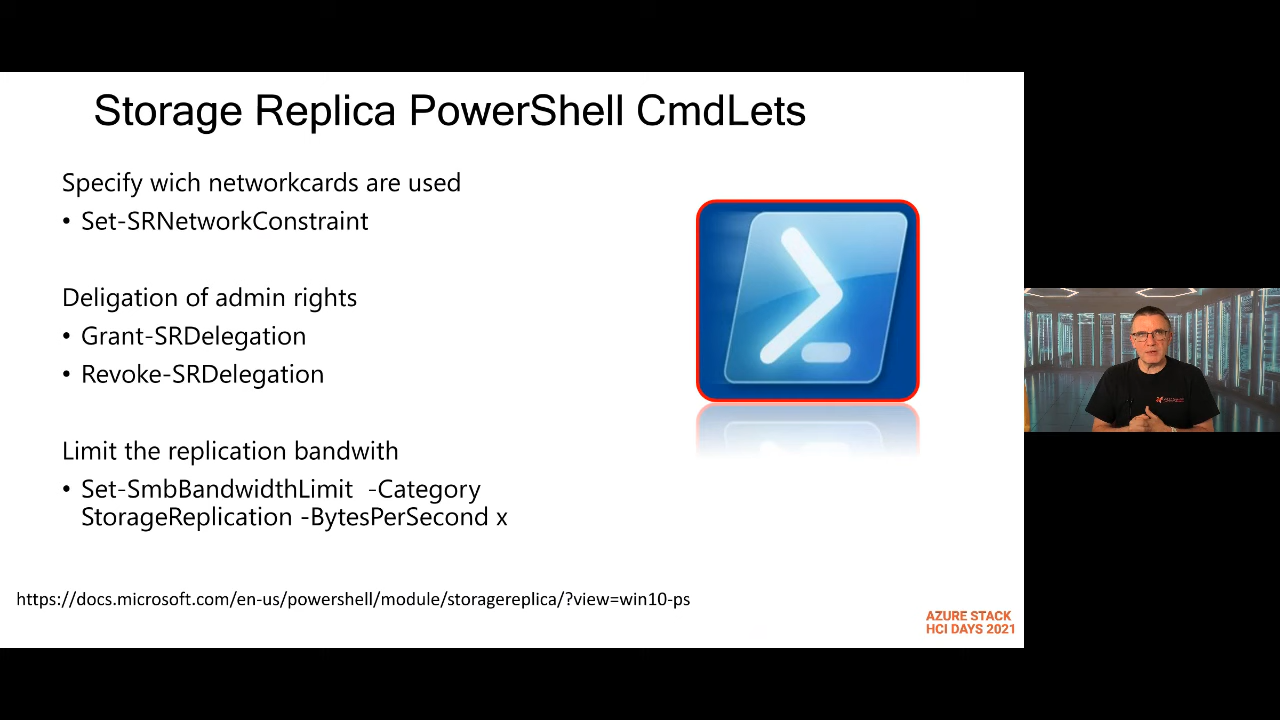 Storage Replica PowerShell CmdLets
Specify wich networkcards are used
• Set-SRNetworkConstraint
Deligation of admin rights
• Grant-SRDelegation
• Revoke-SRDelegation
Limit the replication bandwith
• Set-SmbBandwidthLimit -Category
StorageReplication -BytesPerSecond x
https://docs.microsoft.com/en-us/powershell/module/storagereplica/?view=win10-ps
AZURE STACK
HCI DAYS 2021